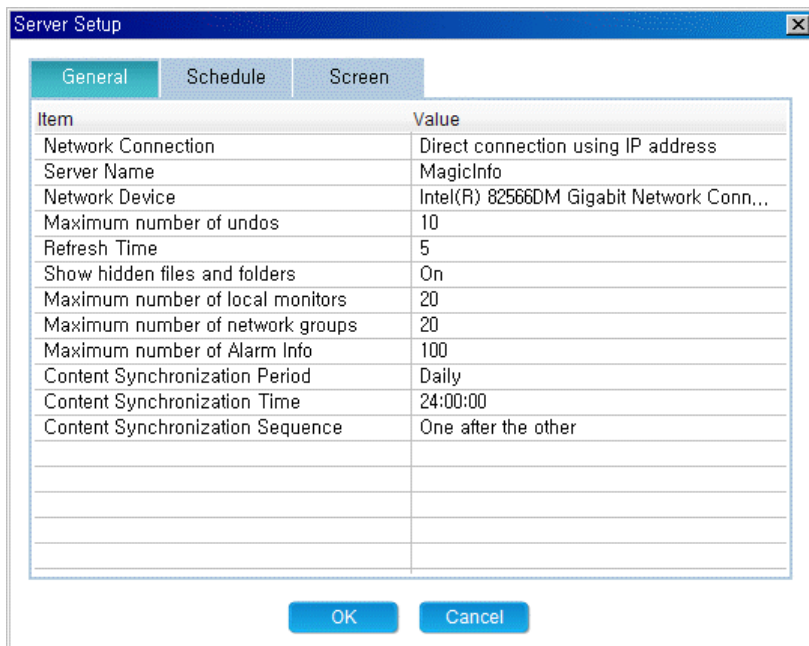 Server Setup
General Schedule Screen
Item Value
Network Connection Direct connection using IP address
Server Name MagicInfo
Network Device Intel(R) 82566DM Gigabit Network Conn...
Maximum number of undos 10
Refresh Time 5
Show hidden files and folders On
Maximum number of local monitors 20
Maximum number of network groups 20
Maximum number of Alarm Info 100
Content Synchronization Period Daily
Content Synchronization Time 24:00:00
Content Synchronization Sequence One after the other
OK Cancel